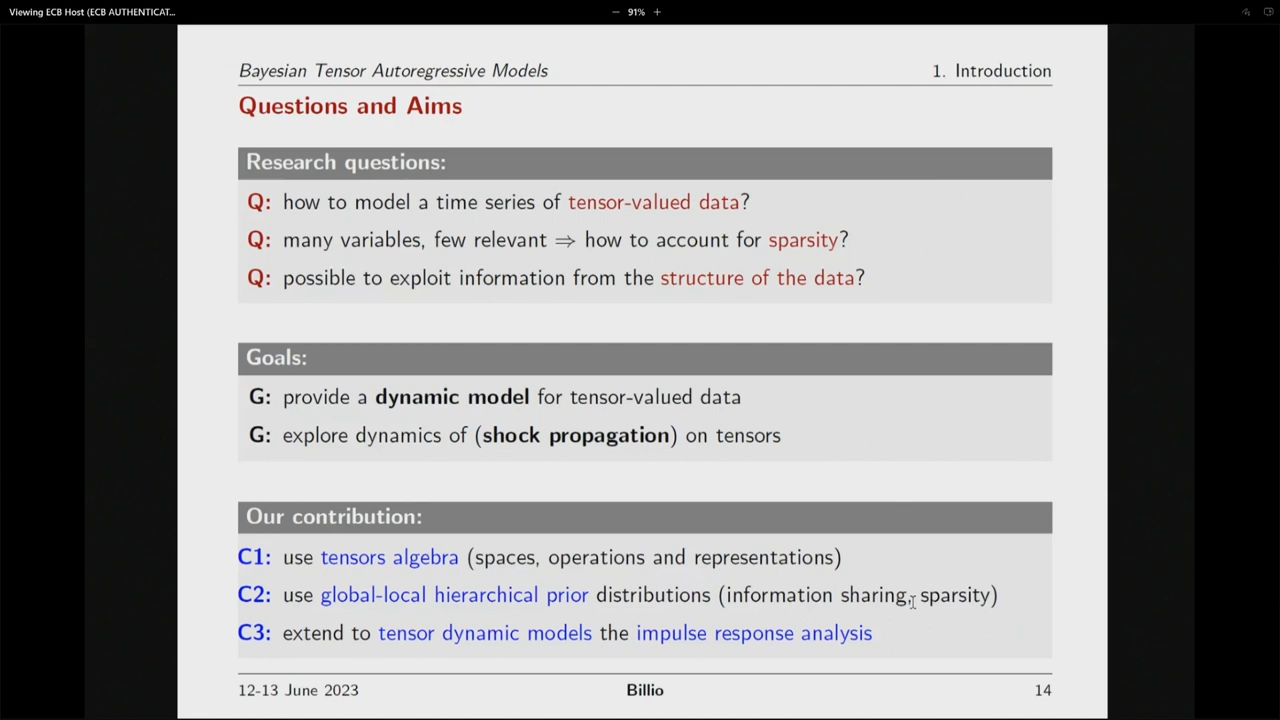 Viewing ECB Host (ECB AUTHENTICAT...
− 91% +
Bayesian Tensor Autoregressive Models 1. Introduction
Questions and Aims
Research questions:
Q: how to model a time series of tensor-valued data?
Q: many variables, few relevant ⇒ how to account for sparsity?
Q: possible to exploit information from the structure of the data?
Goals:
G: provide a dynamic model for tensor-valued data
G: explore dynamics of (shock propagation) on tensors
Our contribution:
C1: use tensors algebra (spaces, operations and representations)
C2: use global-local hierarchical prior distributions (information sharing, sparsity)
C3: extend to tensor dynamic models the impulse response analysis
12-13 June 2023 Billio 14